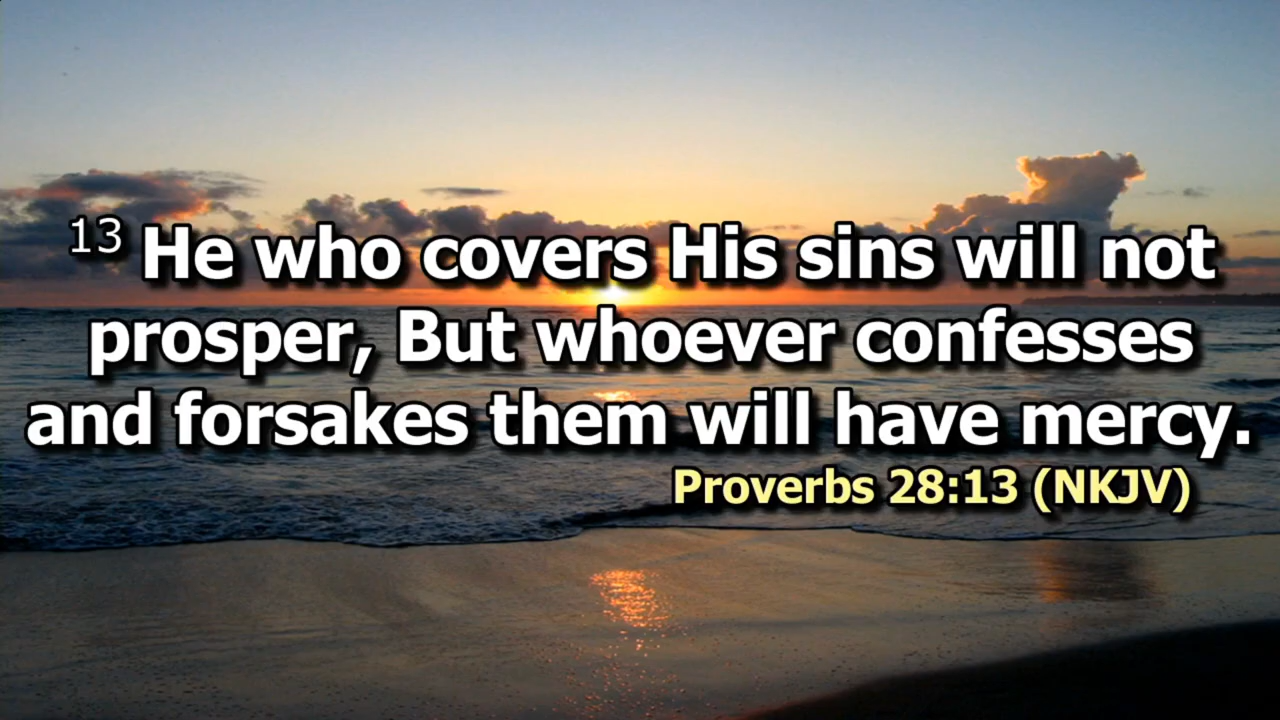 13 He who covers His sins will not
prosper, But whoever confesses
and forsakes them will have mercy.
Proverbs 28:13 (NKJV)